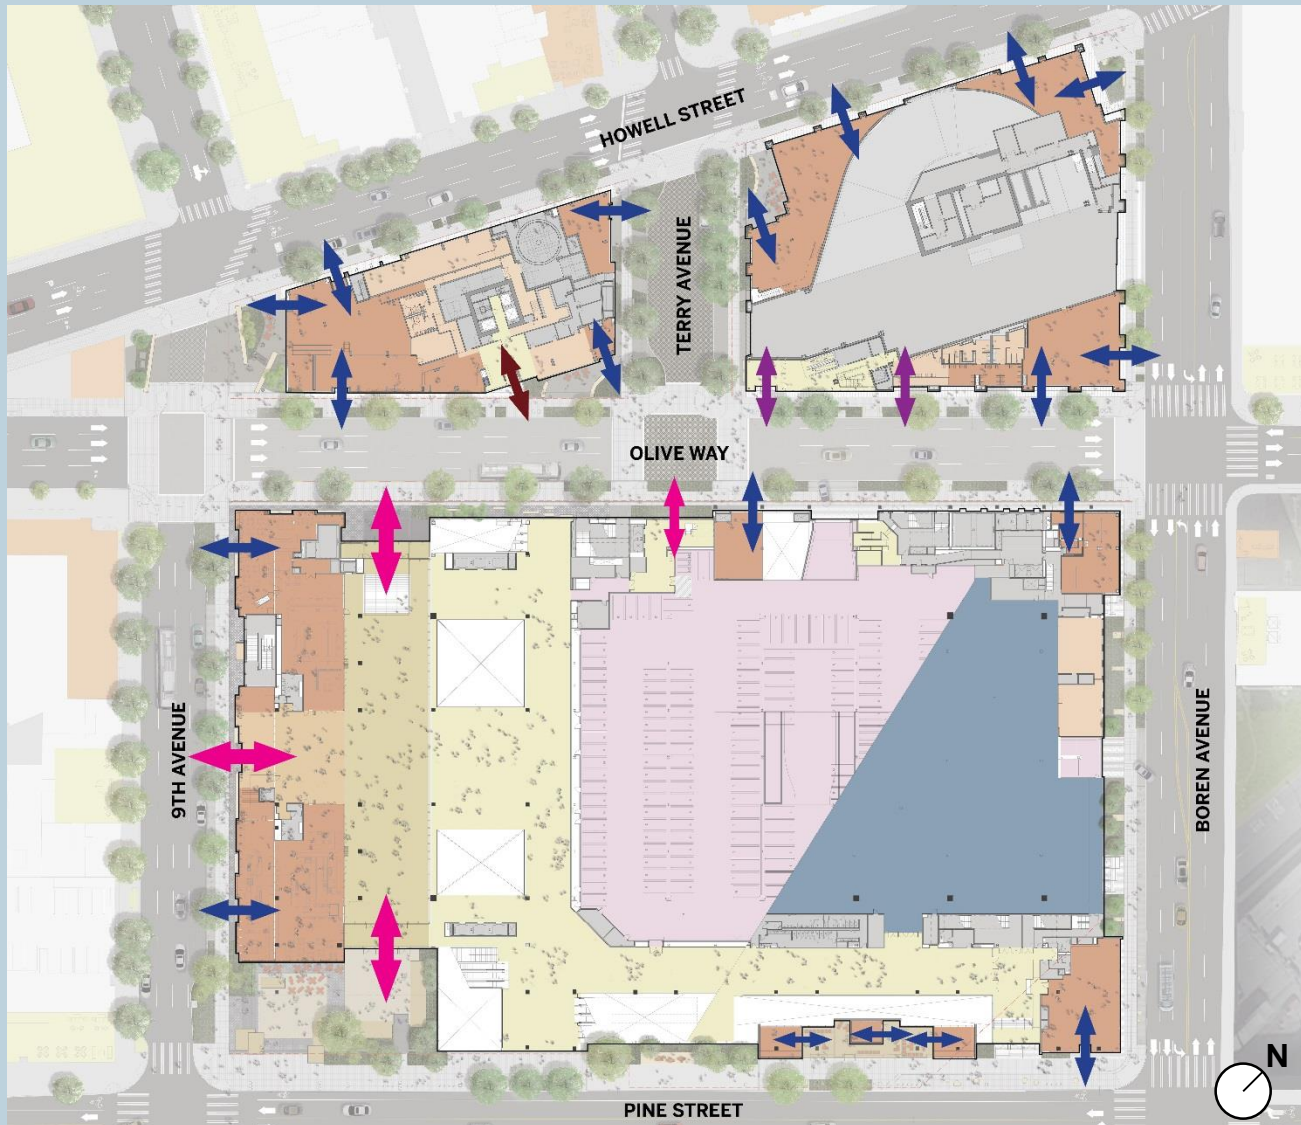 HOWELL STREET
TERRY AVENUE
OLIVE WAY
9TH AVENUE
BOREN AVENUE
N
PINE STREET